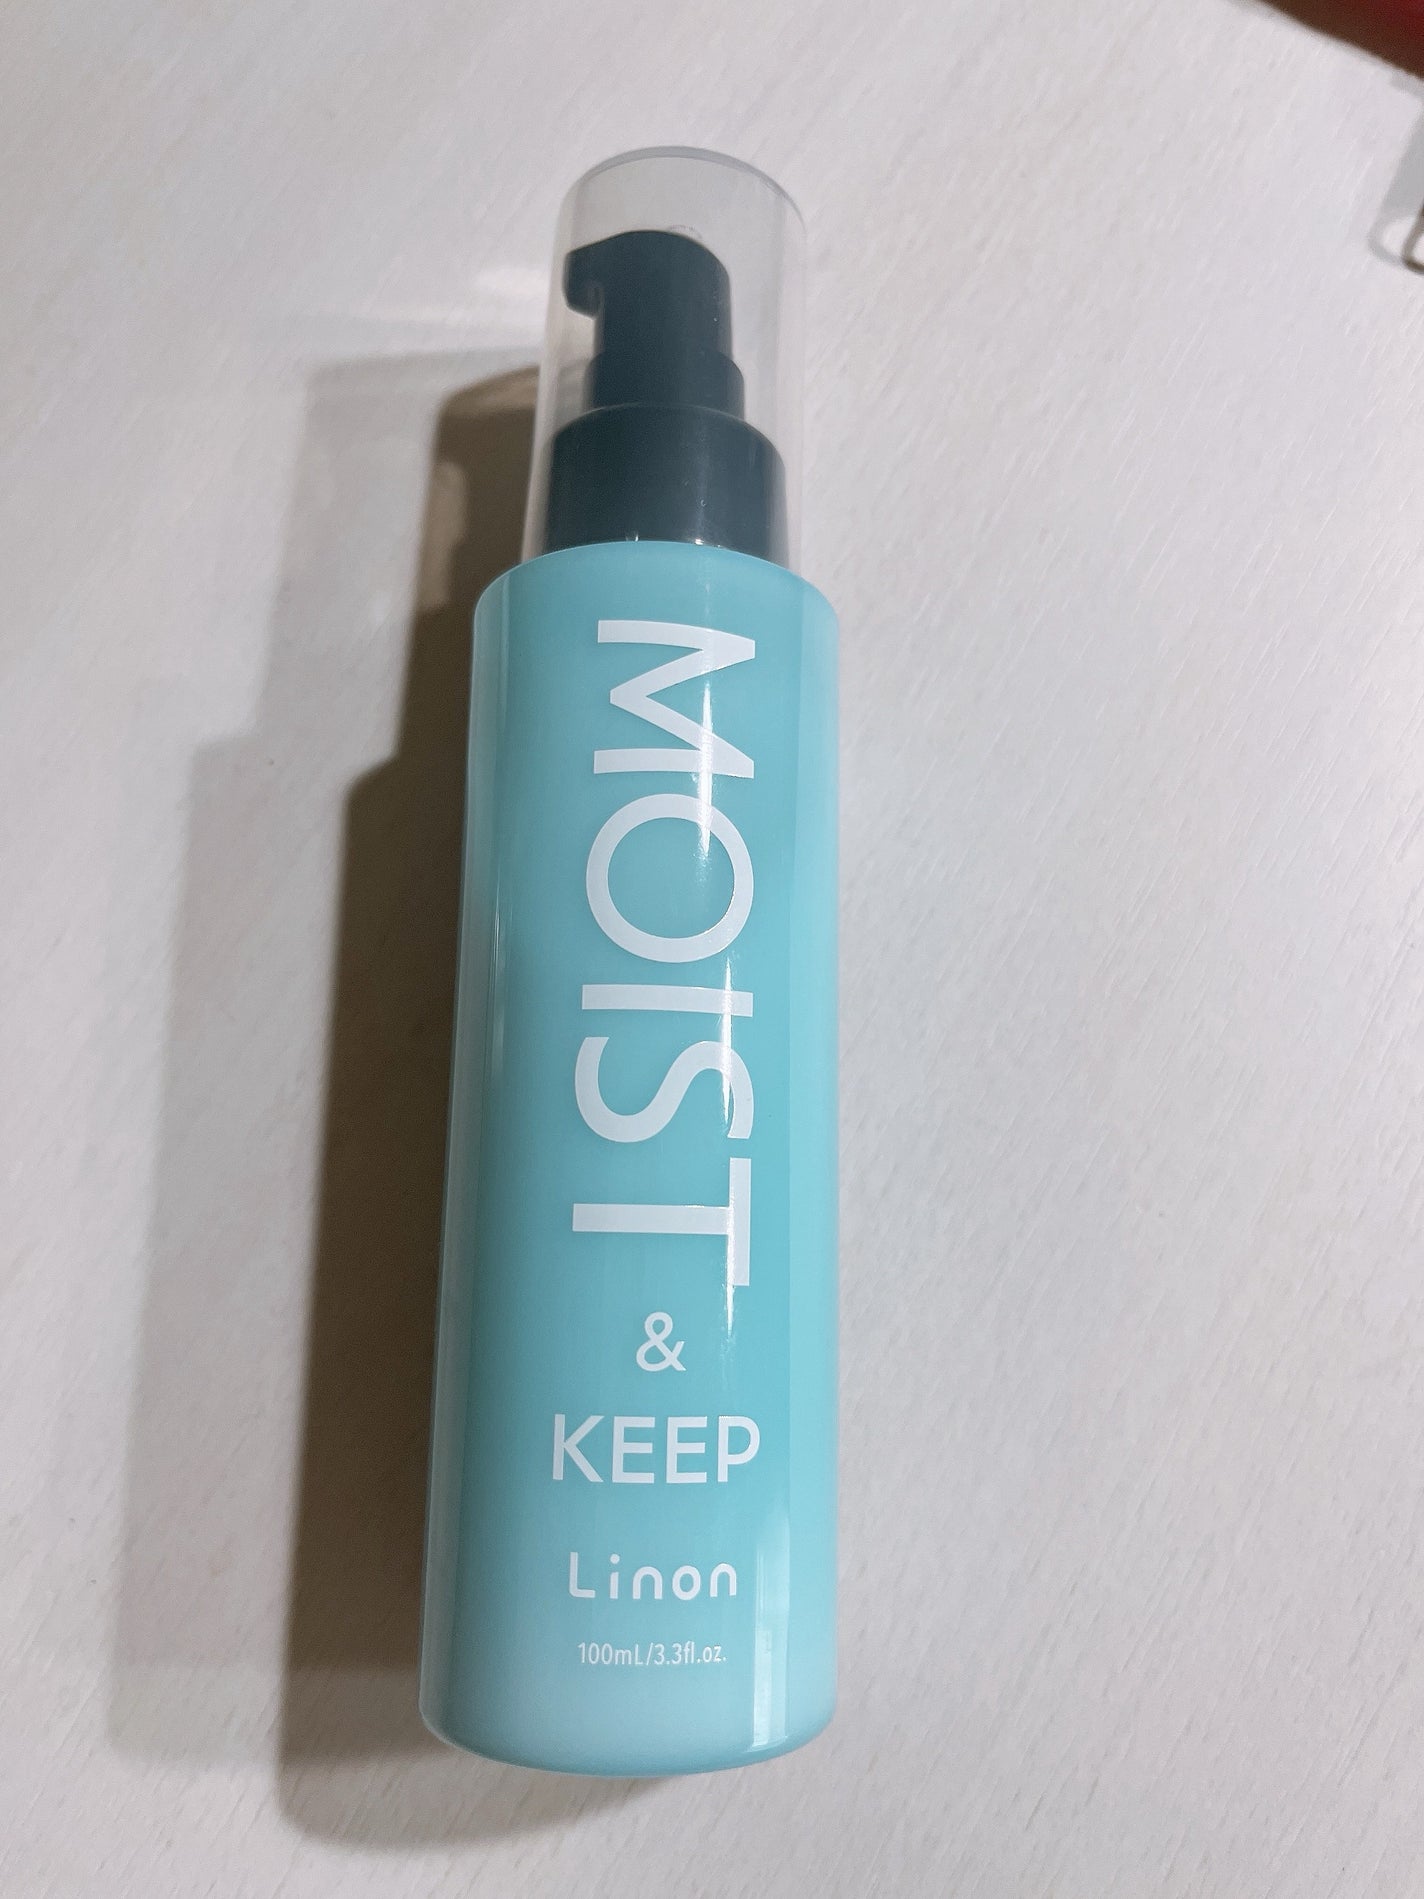 MOIST
&
KEEP
Linon
100mL/3.3fl.oz.